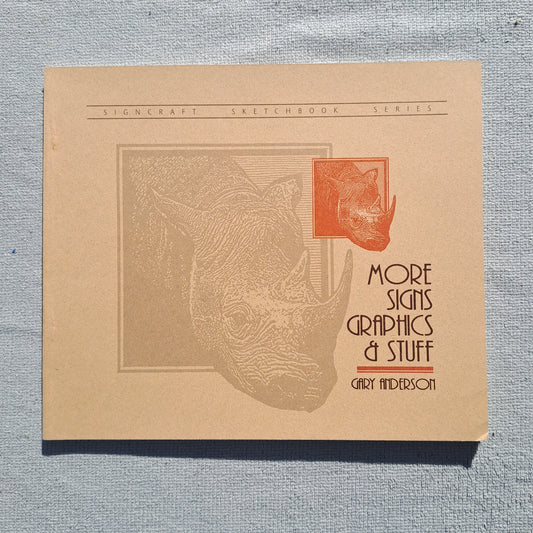 SIGNCRAFT SKETCHBOOK SERIES
MORE
SIGNS
GRAPHICS
& STUFF
GARY ANDERSON